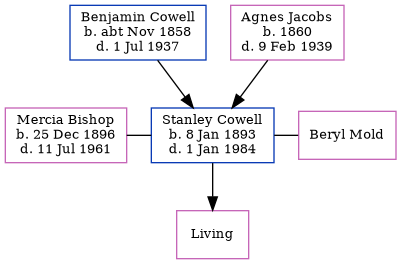 Benjamin Cowell
b. abt Nov 1858
d. 1 Jul 1937
Agnes Jacobs
b. 1860
d. 9 Feb 1939
Mercia Bishop
b. 25 Dec 1896
d. 11 Jul 1961
Stanley Cowell
b. 8 Jan 1893
d. 1 Jan 1984
Beryl Mold
Living